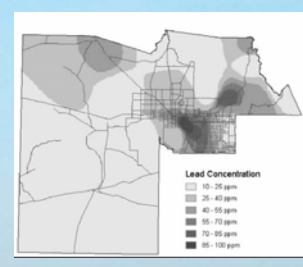 Lead Concentration
10 - 25 ppm
25 - 40 ppm
40 - 55 ppm
55 - 70 ppm
70 - 85 ppm
85 - 100 ppm